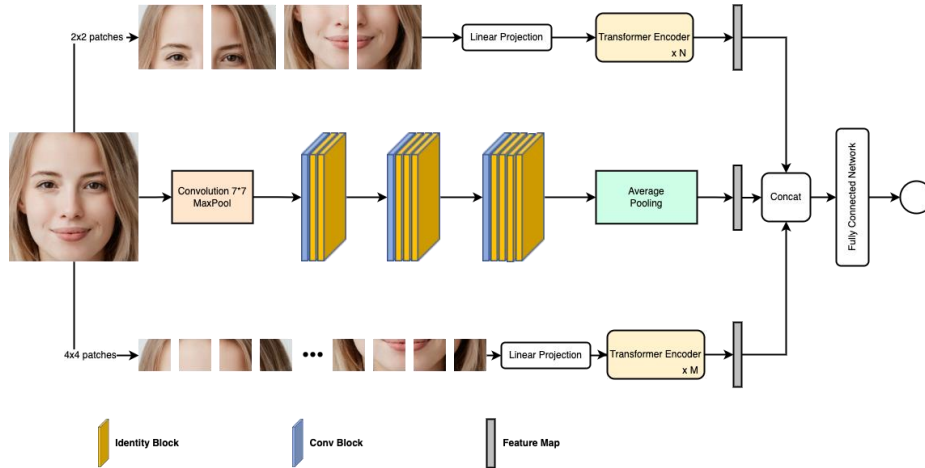 2x2 patches
Linear Projection
Transformer Encoder
x N
Convolution 7*7
MaxPool
Average
Pooling
Concat
Fully Connected Network
4x4 patches
Linear Projection
Transformer Encoder
x M
Identity Block
Conv Block
Feature Map